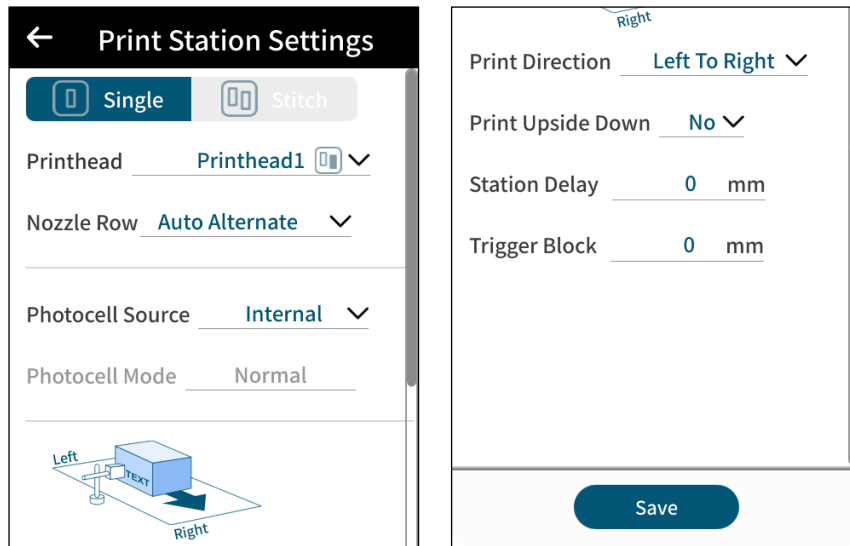 Print Station Settings
Single Stitch
Printhead Printhead1
Nozzle Row Auto Alternate
Photocell Source Internal
Photocell Mode Normal
Left
TEXT
Right
Right
Print Direction Left To Right
Print Upside Down No
Station Delay 0 mm
Trigger Block 0 mm
Save